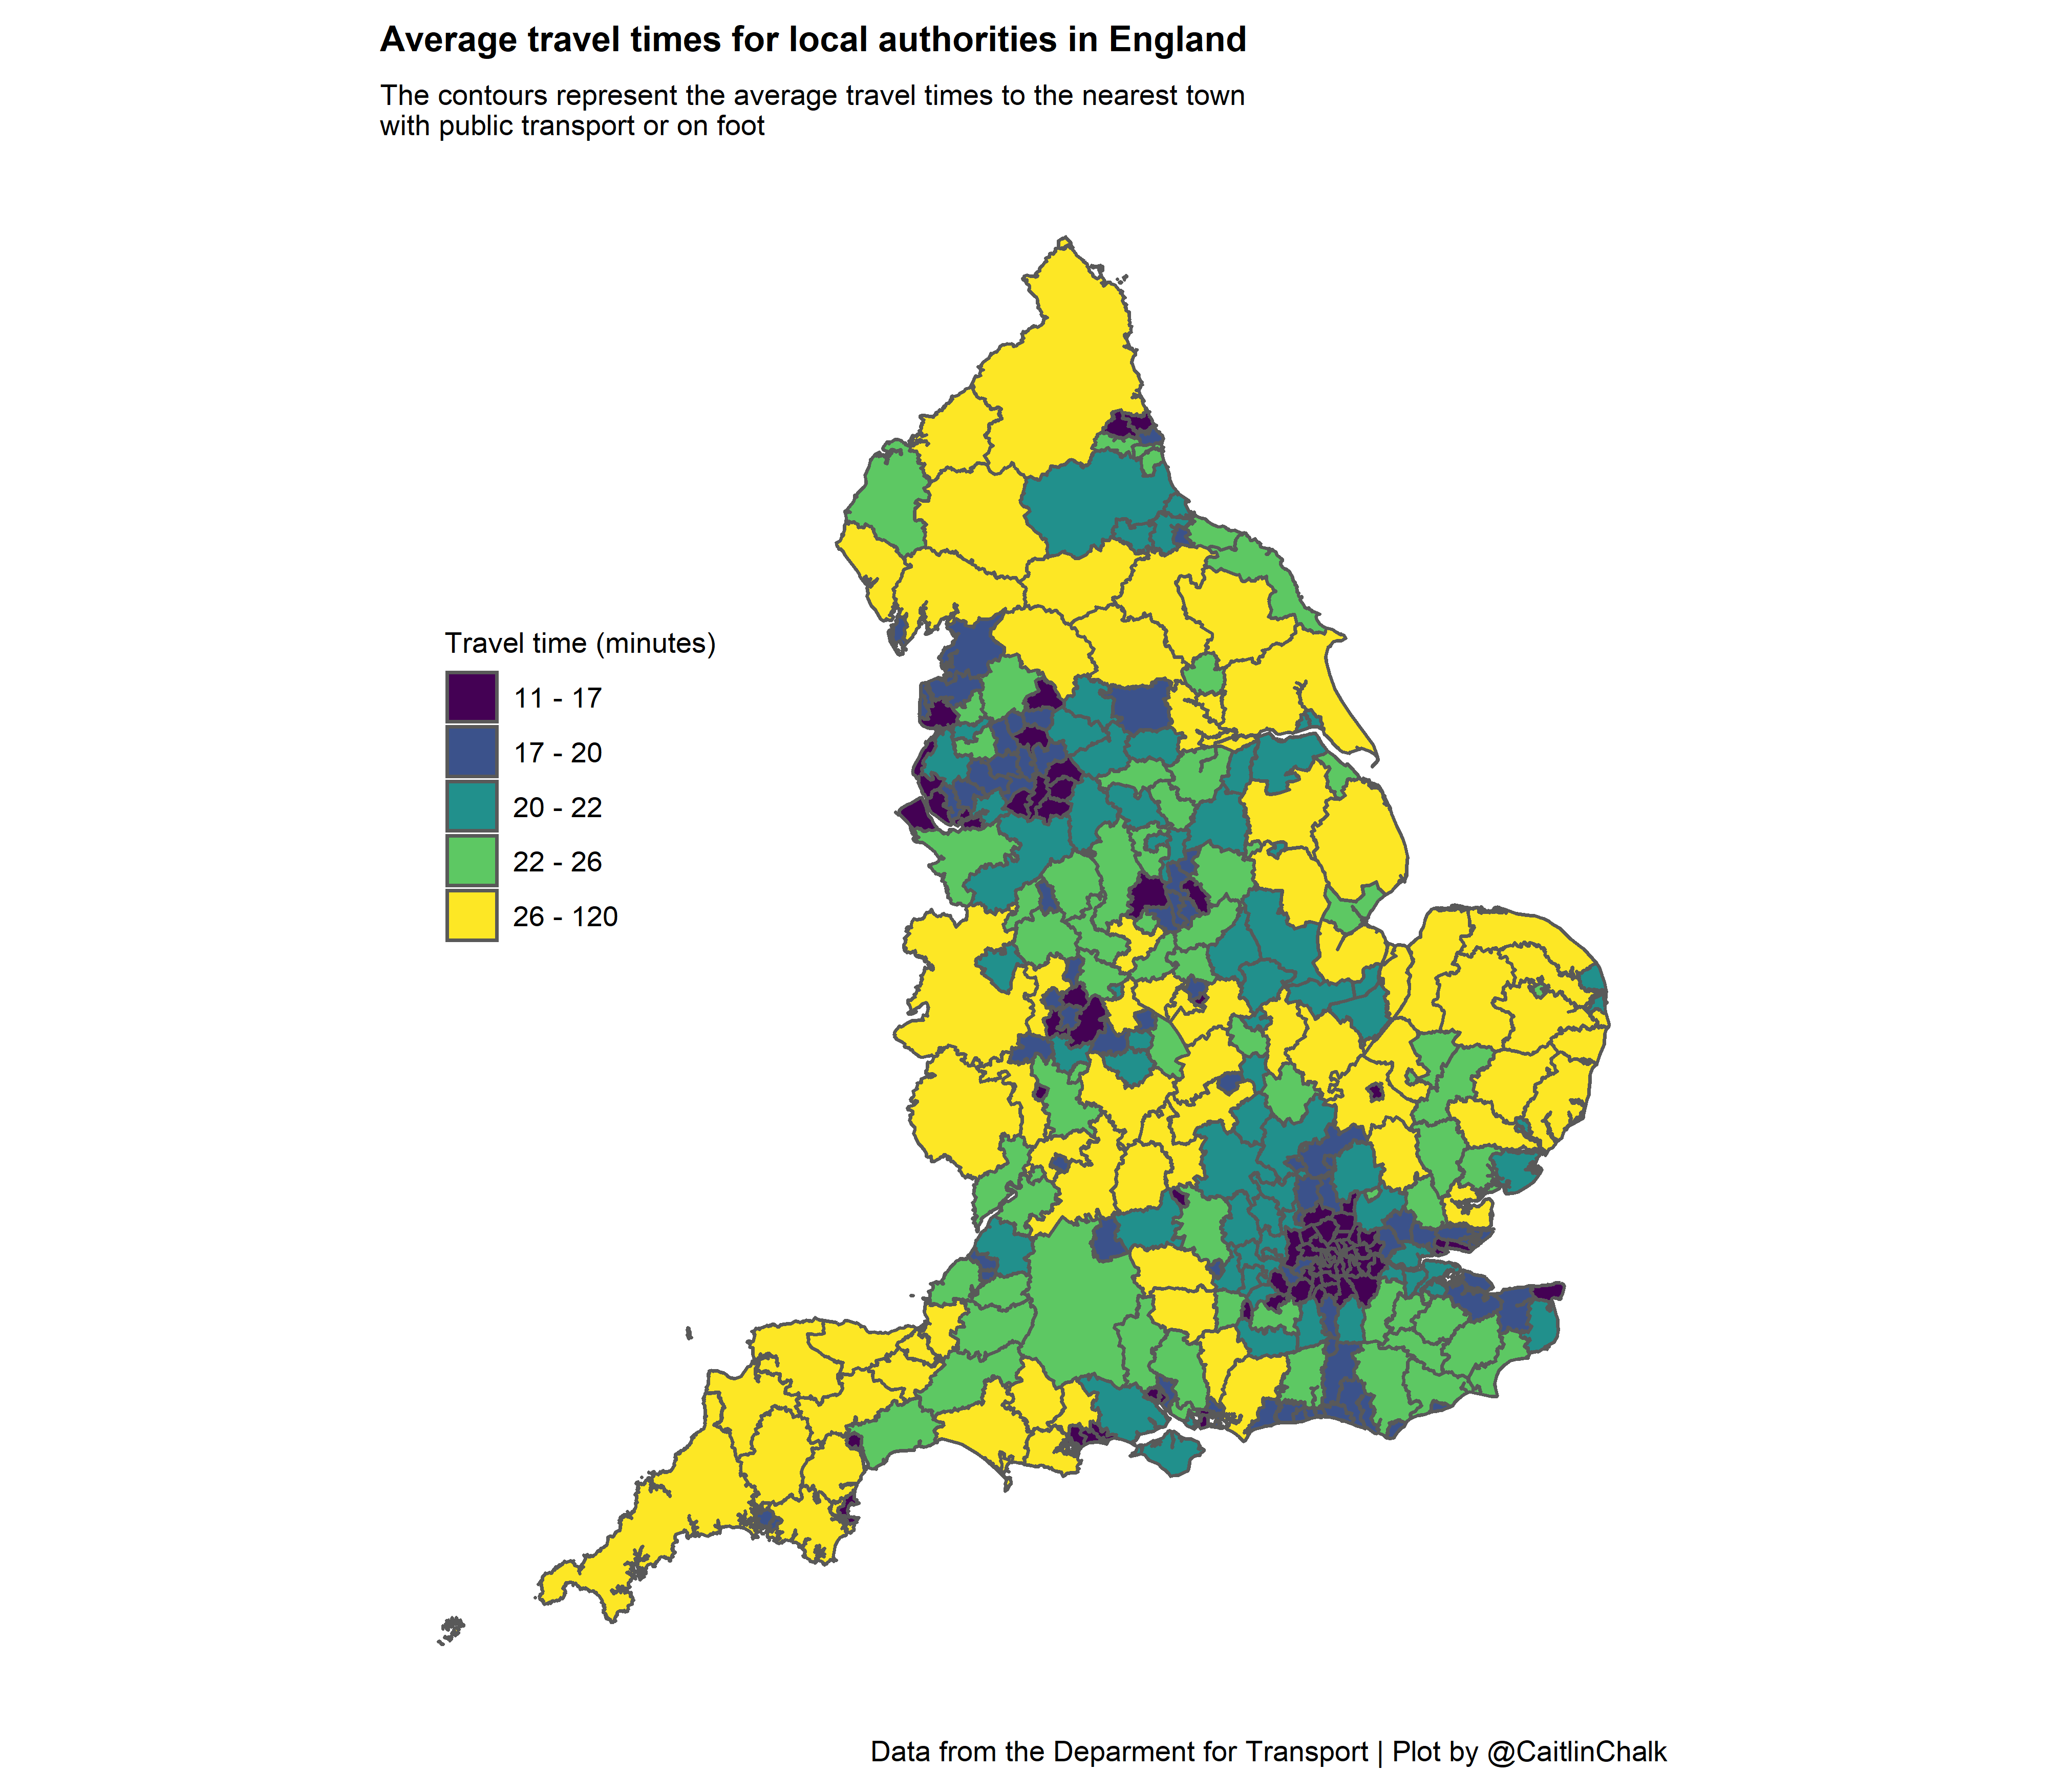 Average travel times for local authorities in England
The contours represent the average travel times to the nearest town
with public transport or on foot
Travel time (minutes)
11 - 17
17 - 20
20 - 22
22 - 26
26 - 120
Data from the Deparment for Transport | Plot by @CaitlinChalk